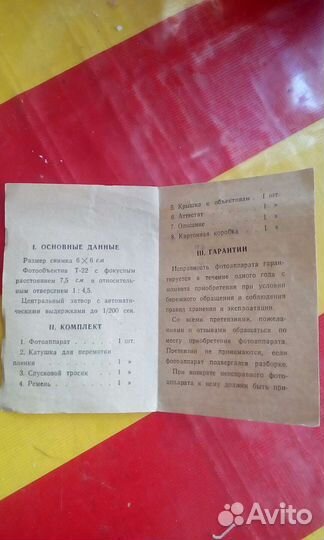 I. ОСНОВНЫЕ ДАННЫЕ
Размер снимка 6×6 см
Фотообъектив Т-22 с фокусным
расстоянием 7,5 см и относитель-
ным отверстием 1 : 4,5.
Центральный затвор с автомати-
ческими выдержками до 1/200 сек.
II. КОМПЛЕКТ
1. Фотоаппарат — 1 шт.
2. Катушка для перемотки
пленки — 1 »
3. Спусковой тросик — 1 »
4. Ремень — 1 »
5. Крышка к объективам — 1 шт.
6. Аттестат — 1 »
7. Описание — 1 »
8. Картонная коробка — 1 »
III. ГАРАНТИИ
Исправность фотоаппарата гаран-
тируется в течение одного года с
момента приобретения при условии
бережного обращения и соблюдения
правил хранения и эксплоатации.
Со всеми претензиями, пожела-
ниями и отзывами обращаться по
месту приобретения фотоаппарата.
Претензии не принимаются, если
фотоаппарат подвергался разборке.
При возврате неисправного фото-
аппарата к нему должен быть при-
Avito